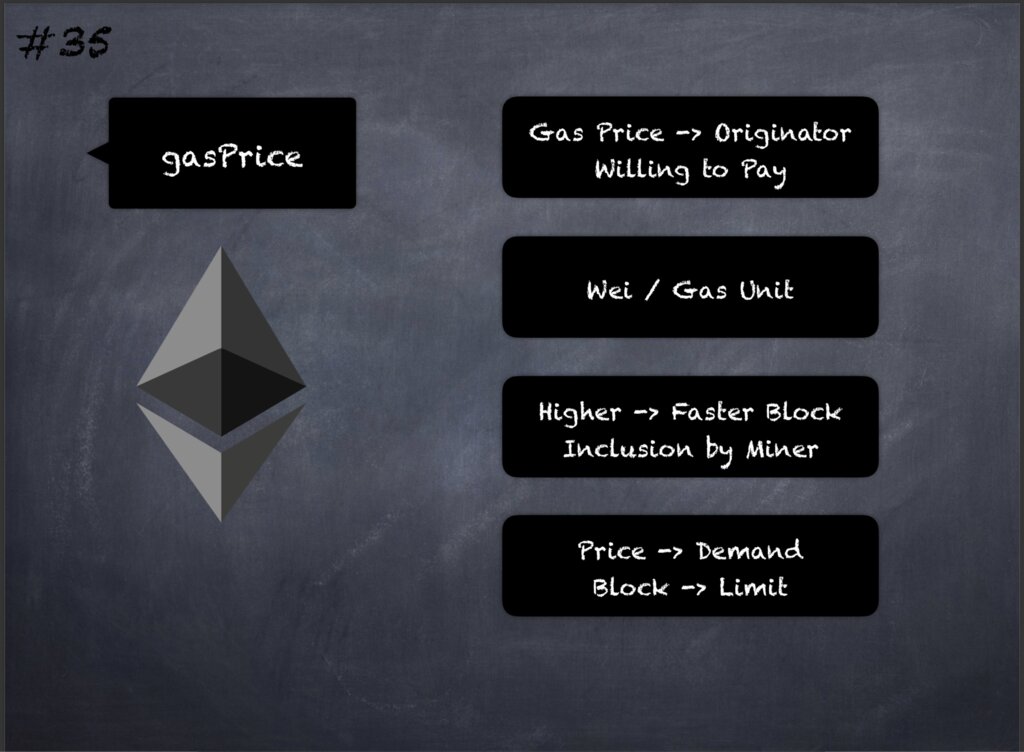 #35
gasPrice
Gas Price -> Originator
Willing to Pay
Wei / Gas Unit
Higher -> Faster Block
Inclusion by Miner
Price -> Demand
Block -> Limit